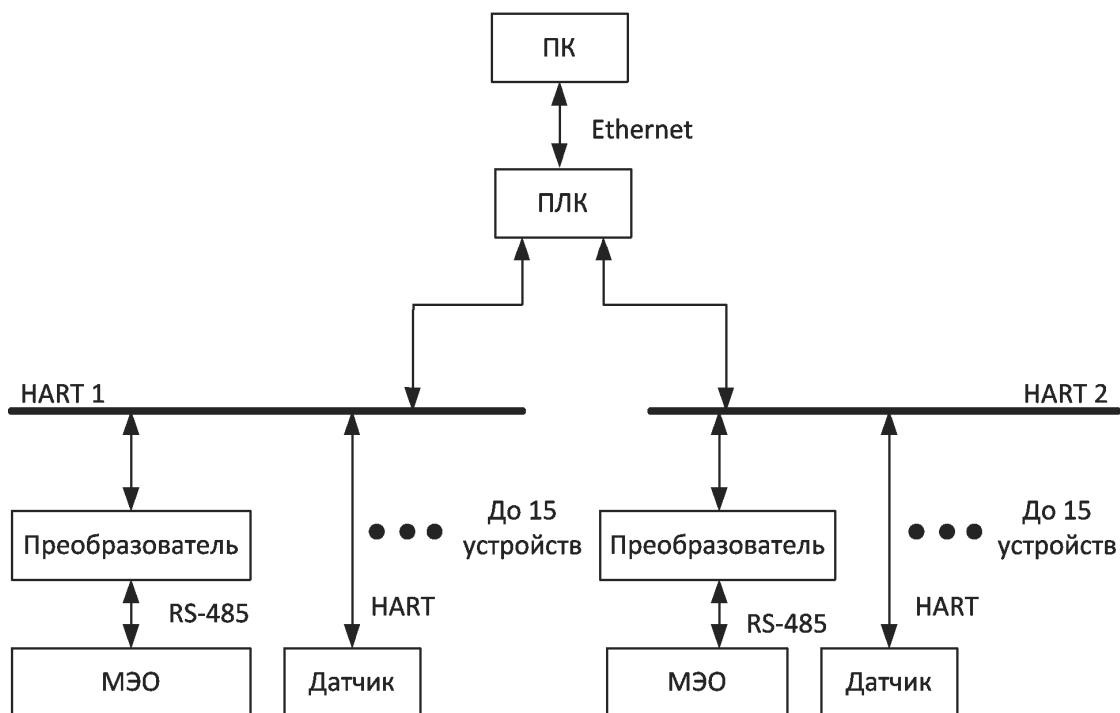 ПК
Ethernet
ПЛК
HART 1
HART 2
До 15
устройств
До 15
устройств
Преобразователь
Преобразователь
RS-485
HART
RS-485
HART
МЭО
Датчик
МЭО
Датчик